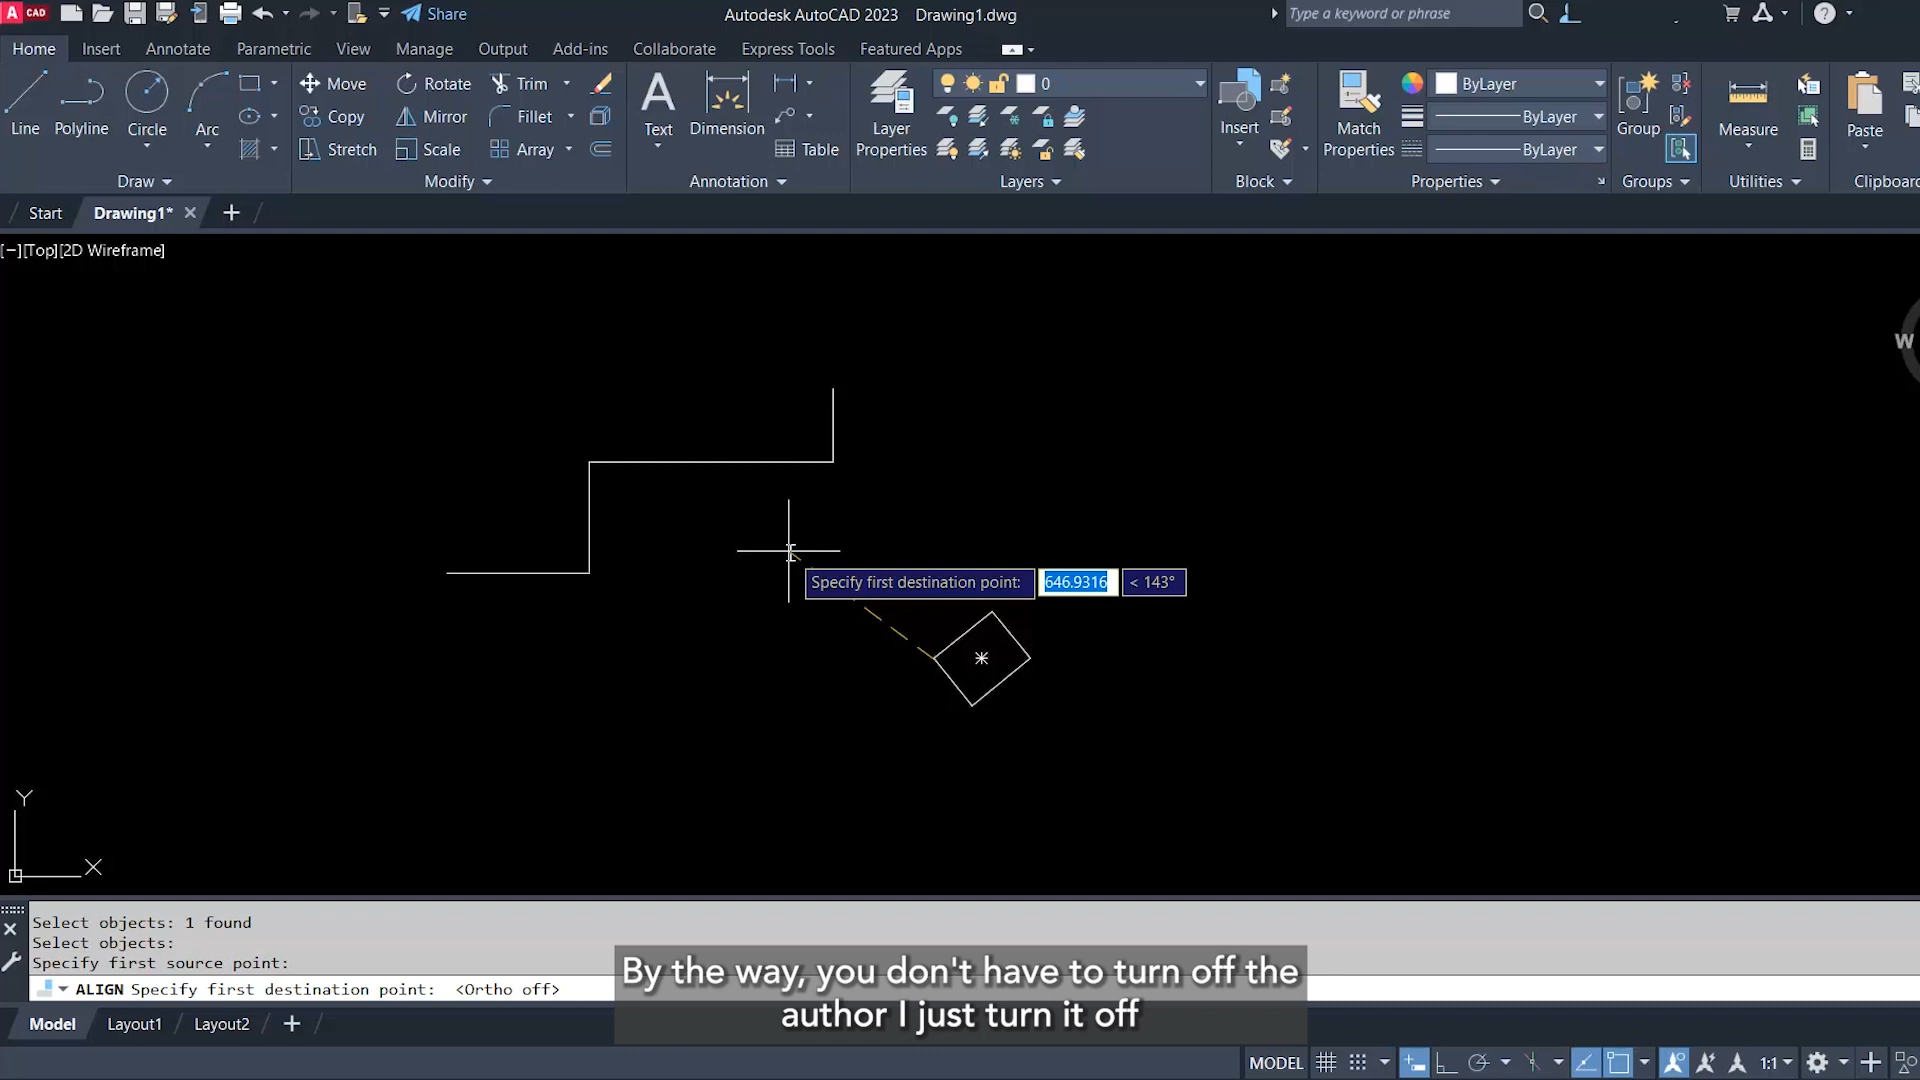 A CAD
Share
Autodesk AutoCAD 2023 Drawing1.dwg
Type a keyword or phrase
?
Home Insert Annotate Parametric View Manage Output Add-ins Collaborate Express Tools Featured Apps
Line Polyline Circle Arc
Move Rotate Trim
Copy Mirror Fillet
Stretch Scale Array
A
Text Dimension
Table
Layer
Properties
0
Insert
Match
Properties
ByLayer
ByLayer
ByLayer
Group
Measure
Paste
Draw Modify Annotation Layers Block Properties Groups Utilities Clipboard
Start Drawing1* +
[−][Top][2D Wireframe]
W
Specify first destination point: 646.9316 < 143°
Y
X
Select objects: 1 found
Select objects:
Specify first source point:
ALIGN Specify first destination point: <Ortho off>
By the way, you don't have to turn off the
author I just turn it off
Model Layout1 Layout2 +
MODEL 1:1